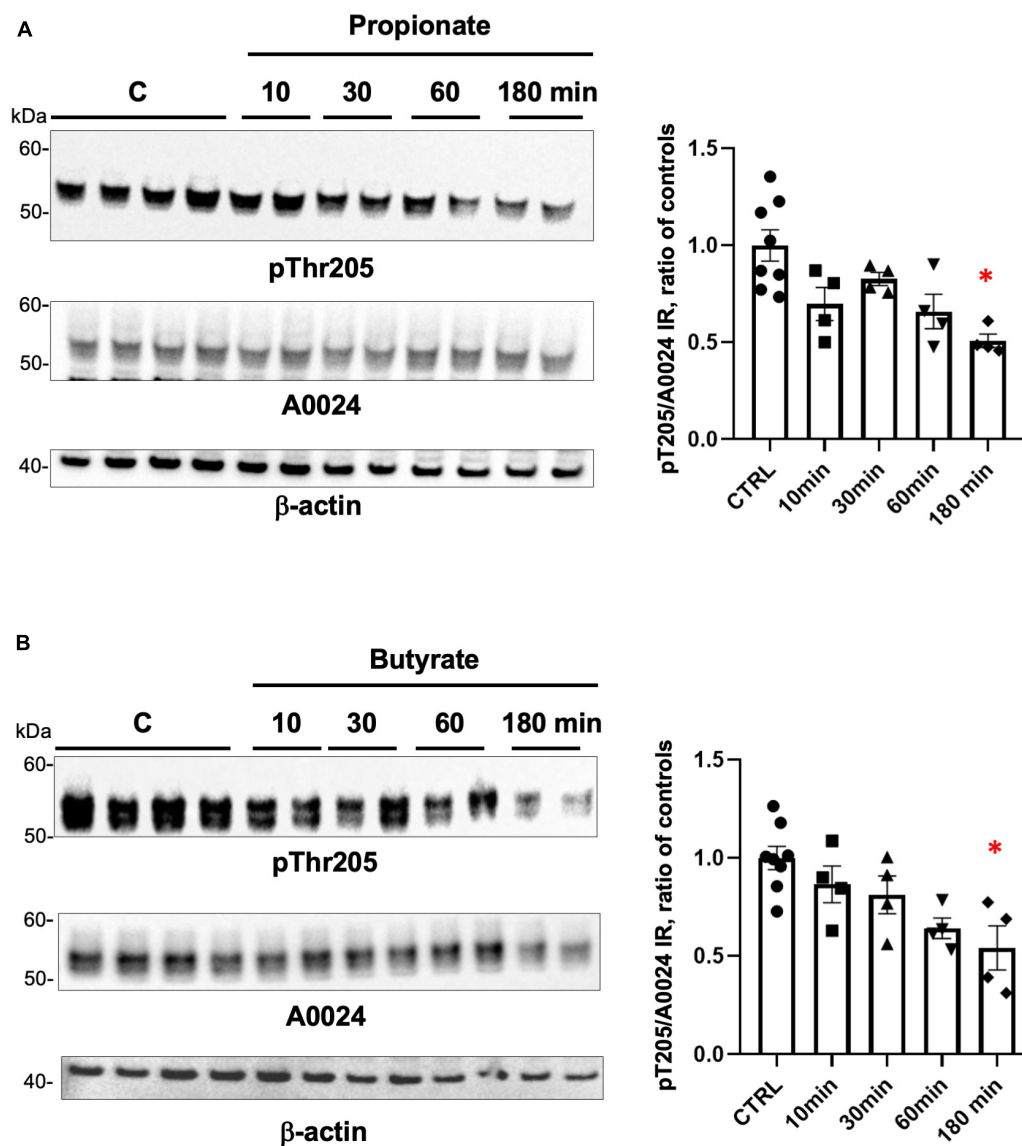 A
Propionate
C 10 30 60 180 min
kDa
60-
50-
pThr205
60-
50-
A0024
40-
β-actin
pT205/A0024 IR, ratio of controls
1.5
1.0
0.5
0.0
*
CTRL 10min 30min 60min 180 min
B
Butyrate
C 10 30 60 180 min
kDa
60-
50-
pThr205
60-
50-
A0024
40-
β-actin
pT205/A0024 IR, ratio of controls
1.5
1.0
0.5
0.0
*
CTRL 10min 30min 60min 180 min